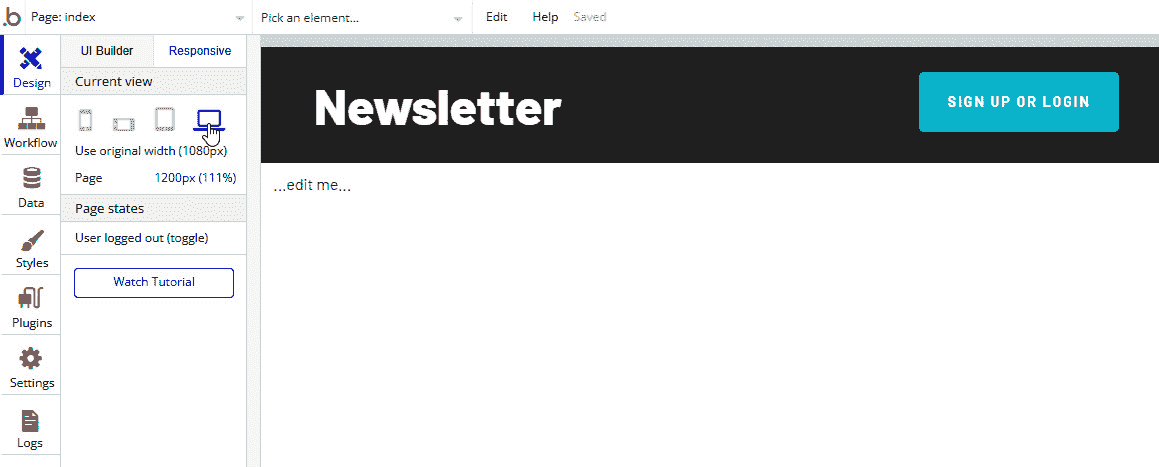 .b Page: index Pick an element... Edit Help Saved
UI Builder Responsive
Design
Current view
Use original width (1080px)
Page 1200px (111%)
Page states
User logged out (toggle)
Watch Tutorial
Workflow
Data
Styles
Plugins
Settings
Logs
Newsletter
SIGN UP OR LOGIN
...edit me...